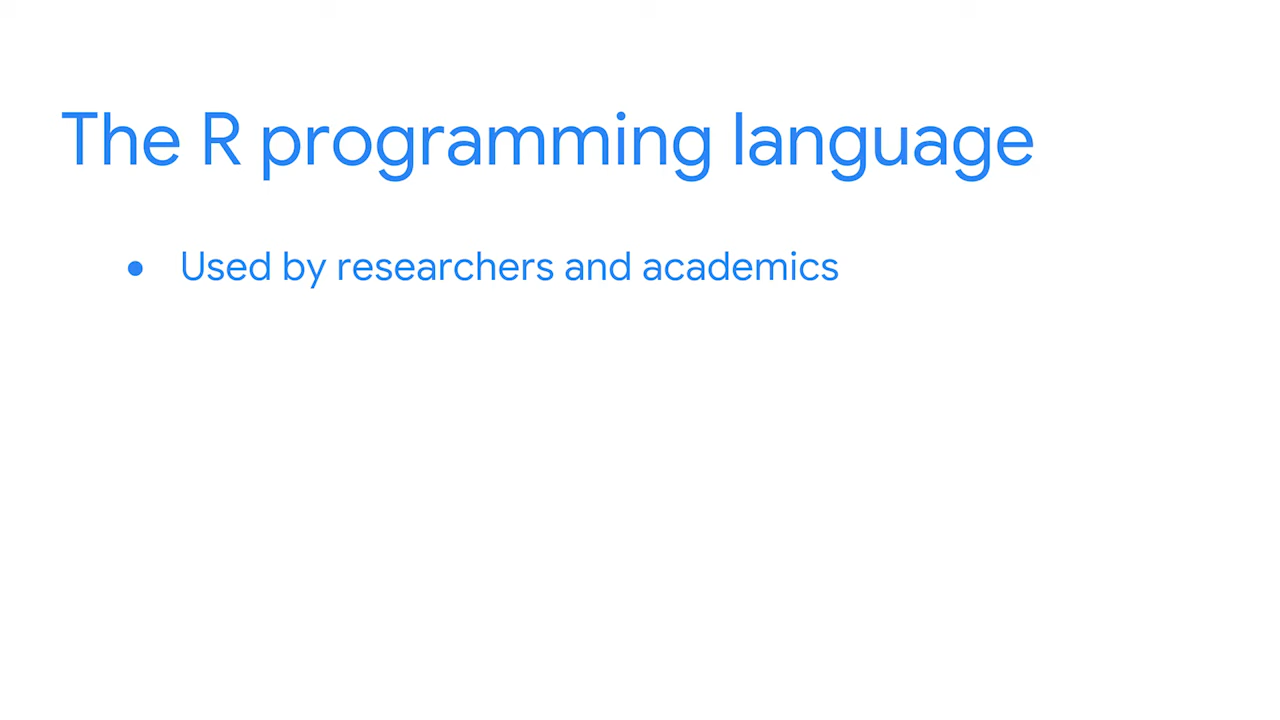 The R programming language
● Used by researchers and academics